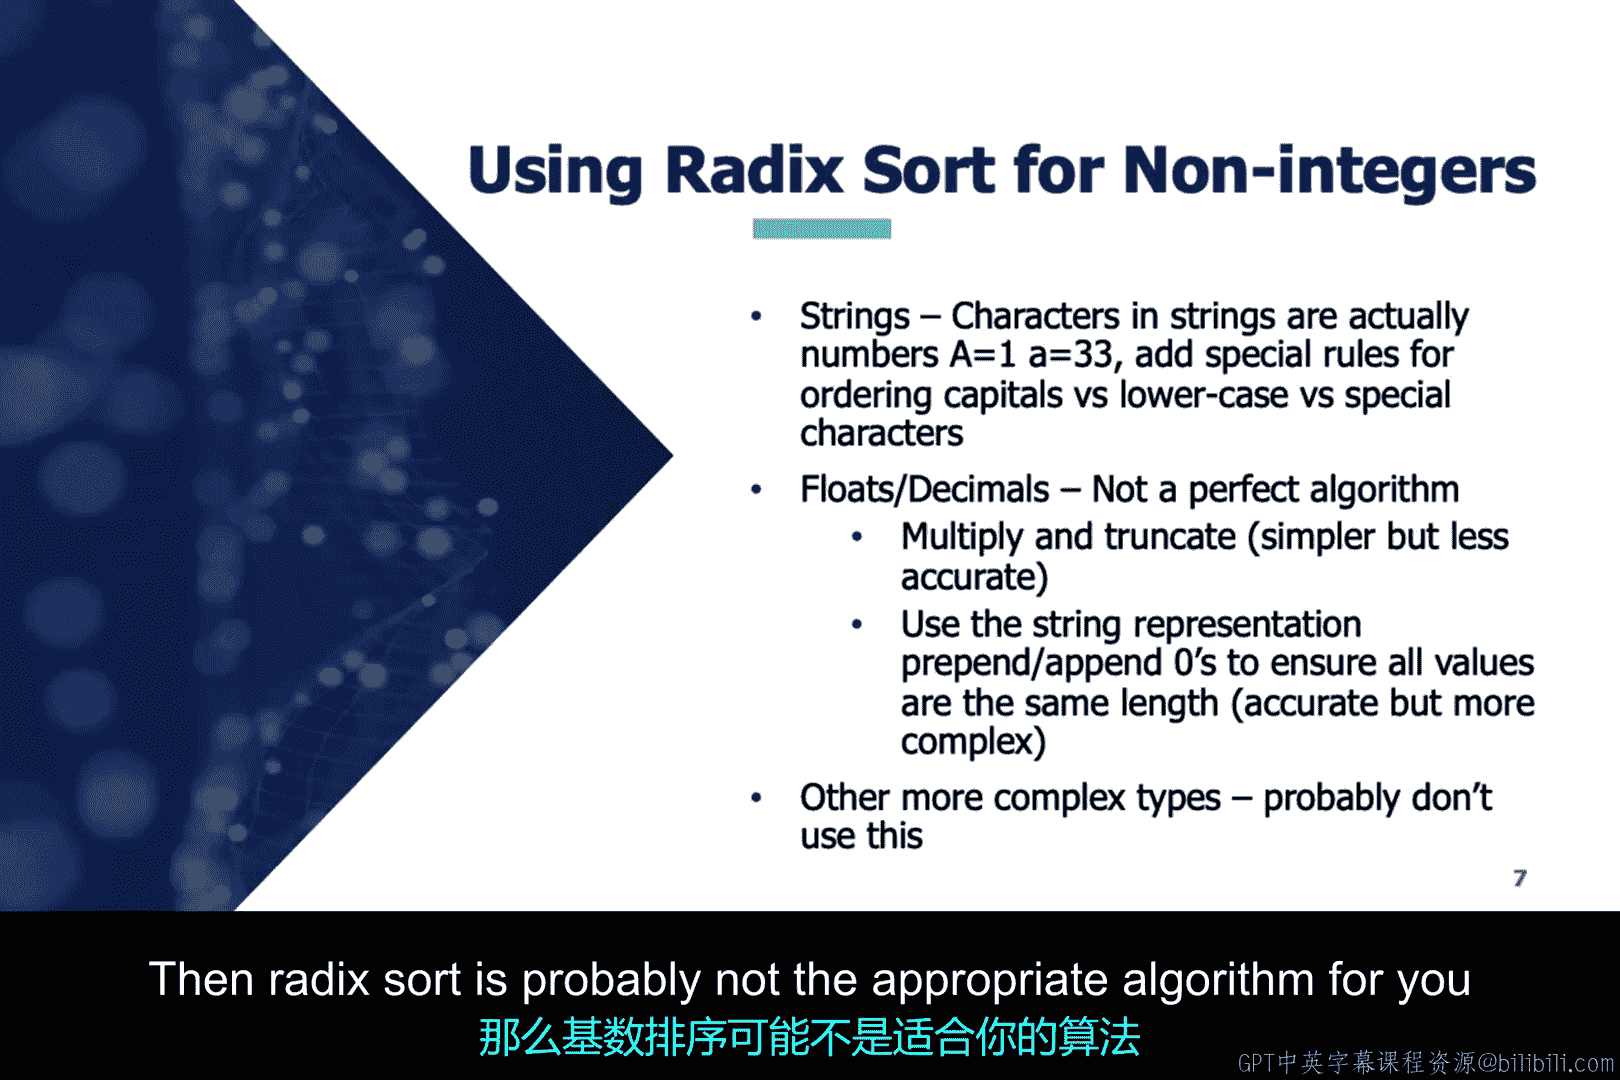 Using Radix Sort for Non-integers
• Strings – Characters in strings are actually
numbers A=1 a=33, add special rules for
ordering capitals vs lower-case vs special
characters
• Floats/Decimals – Not a perfect algorithm
• Multiply and truncate (simpler but less
accurate)
• Use the string representation
prepend/append 0’s to ensure all values
are the same length (accurate but more
complex)
• Other more complex types – probably don’t
use this
7
Then radix sort is probably not the appropriate algorithm for you
那么基数排序可能不是适合你的算法
GPT中英字幕课程资源@bilibili.com